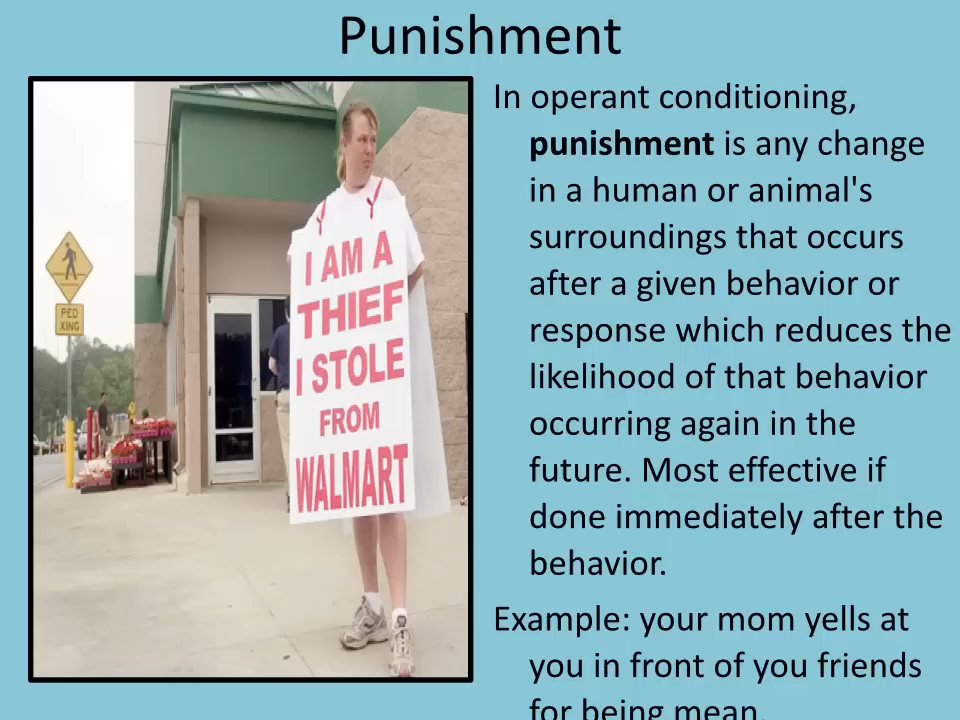 Punishment
In operant conditioning,
punishment is any change
in a human or animal's
surroundings that occurs
after a given behavior or
response which reduces the
likelihood of that behavior
occurring again in the
future. Most effective if
done immediately after the
behavior.
Example: your mom yells at
you in front of you friends
for being mean.
PED
XING
I AM A
THIEF
I STOLE
FROM
WALMART